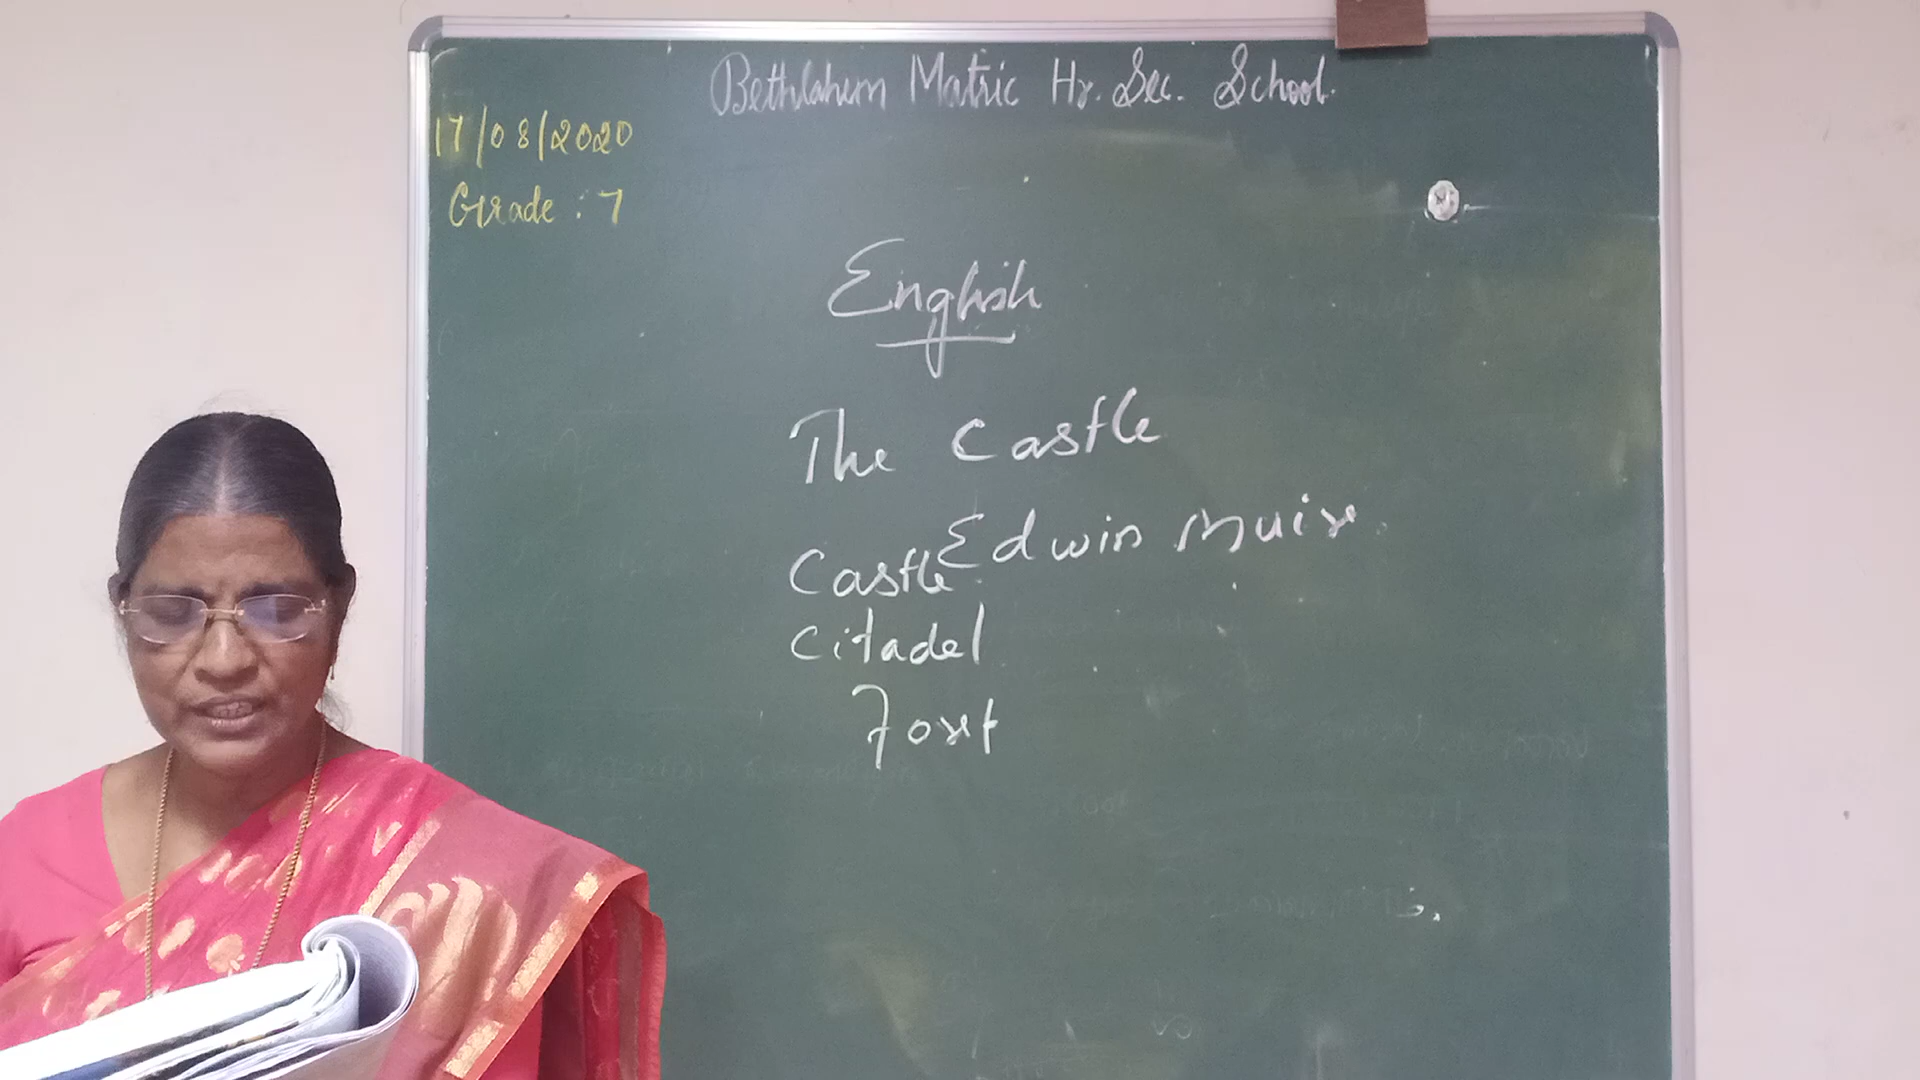 Bethlahem Matric Hr. Sec. School.
17/08/2020
Grade : 7
English
The Castle
Edwin Muir.
Castle
Citadel
Fort